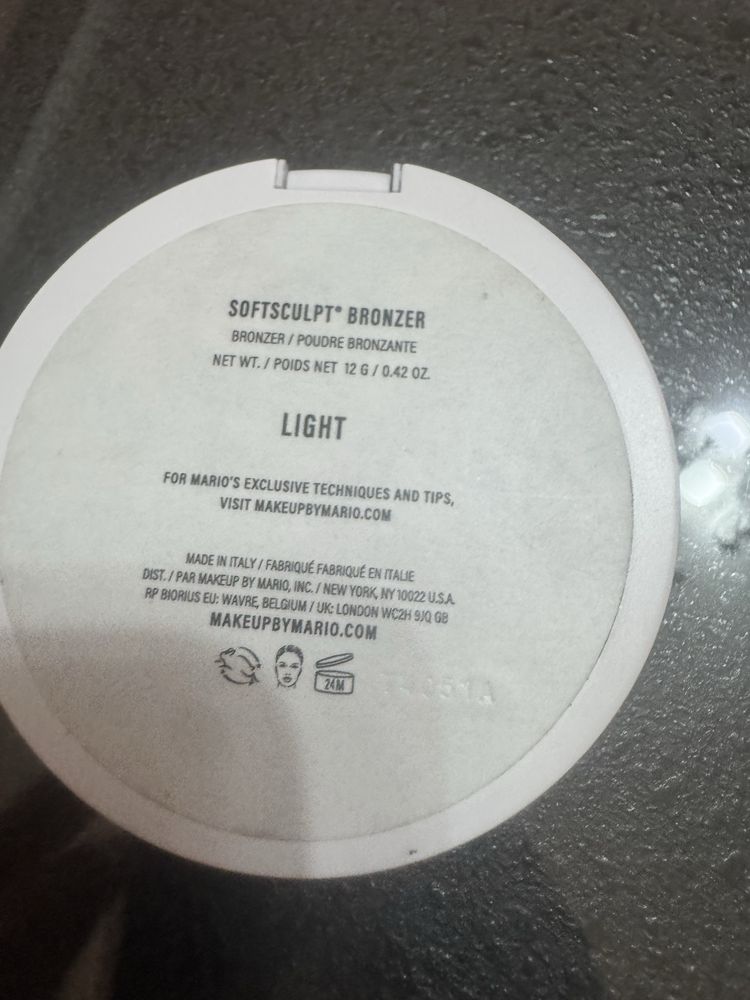 SOFTSCULPT® BRONZER
BRONZER / POUDRE BRONZANTE
NET WT. / POIDS NET 12 G / 0.42 OZ.
LIGHT
FOR MARIO'S EXCLUSIVE TECHNIQUES AND TIPS,
VISIT MAKEUPBYMARIO.COM
MADE IN ITALY / FABRIQUÉ FABRIQUÉ EN ITALIE
DIST. / PAR MAKEUP BY MARIO, INC. / NEW YORK, NY 10022 U.S.A.
RP BIORIUS EU: WAVRE, BELGIUM / UK: LONDON WC2H 9JQ GB
MAKEUPBYMARIO.COM
24M